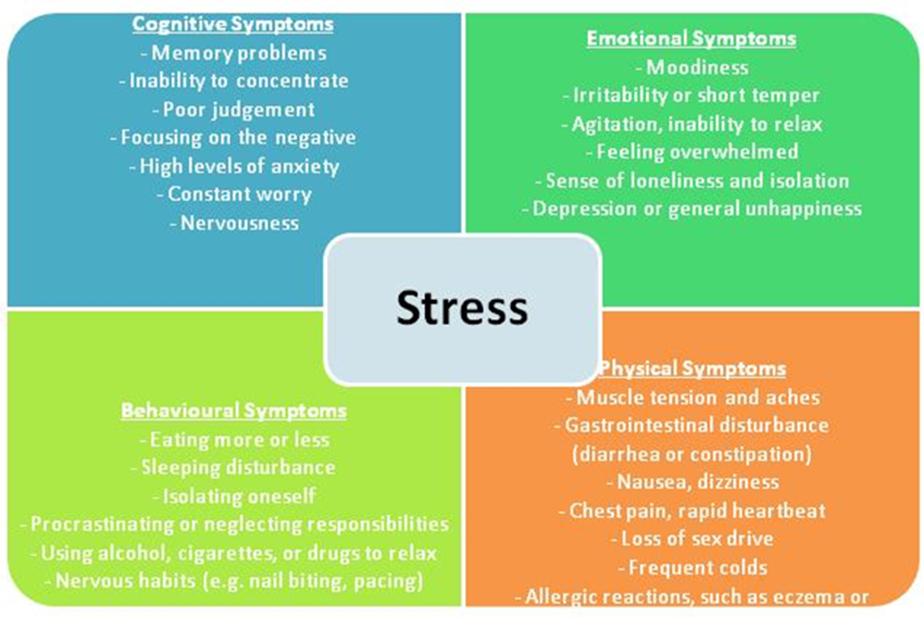 Cognitive Symptoms
- Memory problems
- Inability to concentrate
- Poor judgement
- Focusing on the negative
- High levels of anxiety
- Constant worry
- Nervousness
Emotional Symptoms
- Moodiness
- Irritability or short temper
- Agitation, inability to relax
- Feeling overwhelmed
- Sense of loneliness and isolation
- Depression or general unhappiness
Stress
Behavioural Symptoms
- Eating more or less
- Sleeping disturbance
- Isolating oneself
- Procrastinating or neglecting responsibilities
- Using alcohol, cigarettes, or drugs to relax
- Nervous habits (e.g. nail biting, pacing)
Physical Symptoms
- Muscle tension and aches
- Gastrointestinal disturbance
(diarrhea or constipation)
- Nausea, dizziness
- Chest pain, rapid heartbeat
- Loss of sex drive
- Frequent colds
- Allergic reactions, such as eczema or